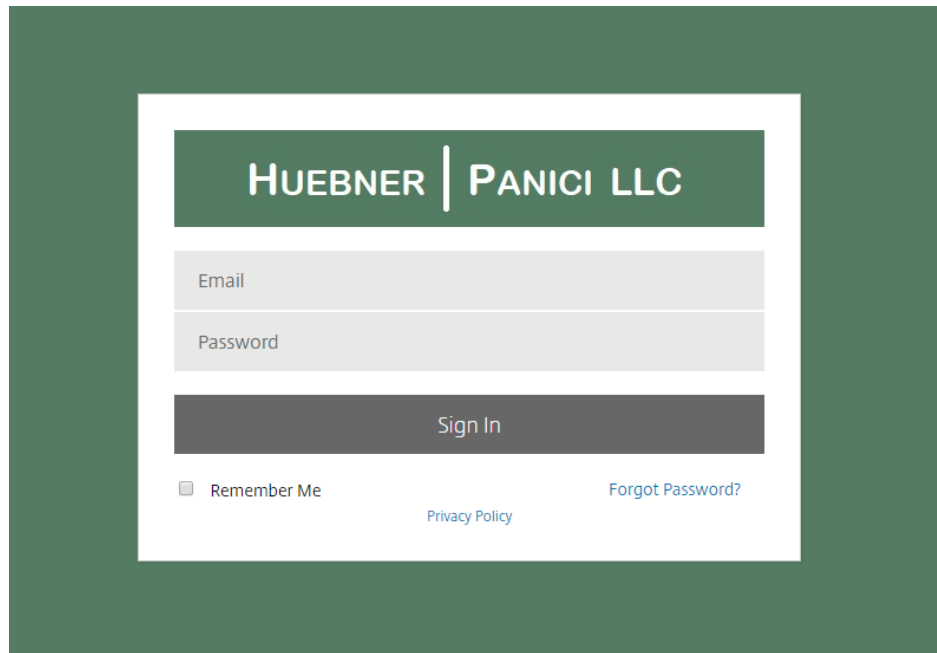 HUEBNER | PANICI LLC
Email
Password
Sign In
Remember Me Forgot Password?
Privacy Policy